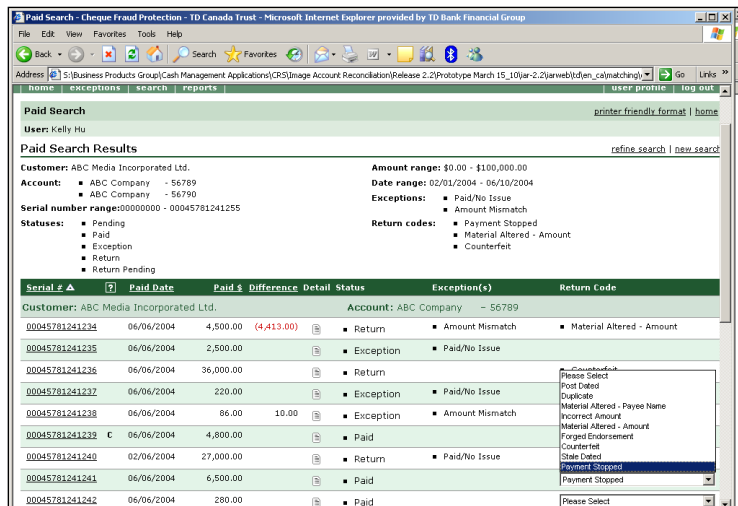 Paid Search - Cheque Fraud Protection - TD Canada Trust - Microsoft Internet Explorer provided by TD Bank Financial Group
File Edit View Favorites Tools Help
Back Search Favorites
Address S:\Business Products Group\Cash Management Applications\CRS\Image Account Reconciliation\Release 2.2\Prototype March 15_10\jar-2.2\jarweb\td\en_ca\matching\ Go Links »
home | exceptions | search | reports | | user profile | log out
Paid Search printer friendly format | home
User: Kelly Hu
Paid Search Results refine search | new search
Customer: ABC Media Incorporated Ltd. Amount range: $0.00 - $100,000.00
Account: ▪ ABC Company - 56789 Date range: 02/01/2004 - 06/10/2004
▪ ABC Company - 56790 Exceptions: ▪ Paid/No Issue
Serial number range:00000000 - 00045781241255 ▪ Amount Mismatch
Statuses: ▪ Pending Return codes: ▪ Payment Stopped
▪ Paid ▪ Material Altered - Amount
▪ Exception ▪ Counterfeit
▪ Return
▪ Return Pending
Serial # ? Paid Date Paid $ Difference Detail Status Exception(s) Return Code
Customer: ABC Media Incorporated Ltd. Account: ABC Company - 56789
00045781241234 06/06/2004 4,500.00 (4,413.00) ▪ Return ▪ Amount Mismatch ▪ Material Altered - Amount
00045781241235 06/06/2004 2,500.00 ▪ Exception ▪ Paid/No Issue
00045781241236 06/06/2004 36,000.00 ▪ Return ▪ Counterfeit
Please Select
Post Dated
00045781241237 06/06/2004 220.00 ▪ Exception ▪ Paid/No Issue Duplicate
Material Altered - Payee Name
00045781241238 06/06/2004 86.00 10.00 ▪ Exception ▪ Amount Mismatch Incorrect Amount
Material Altered - Amount
00045781241239 C 06/06/2004 4,800.00 ▪ Paid Forged Endorsement
Counterfeit
00045781241240 02/06/2004 27,000.00 ▪ Return ▪ Paid/No Issue Stale Dated
Payment Stopped
00045781241241 06/06/2004 6,500.00 ▪ Paid Payment Stopped
00045781241242 06/06/2004 280.00 ▪ Paid Please Select